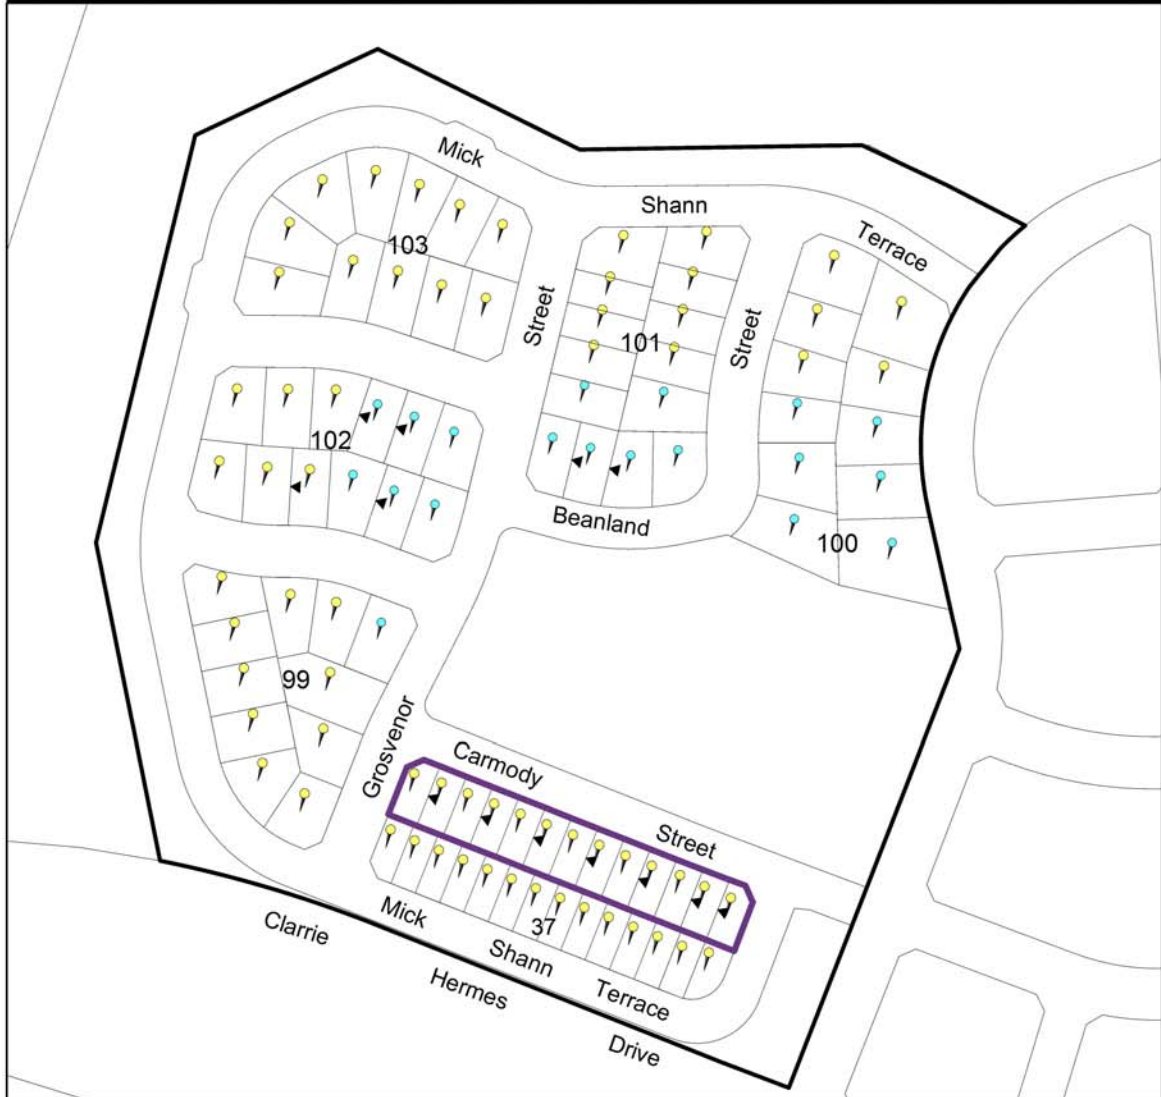 Mick
Shann
Terrace
103
Street
101
Street
102
Beanland
100
99
Grosvenor
Carmody
Street
37
Mick
Shann
Terrace
Clarrie
Hermes
Drive